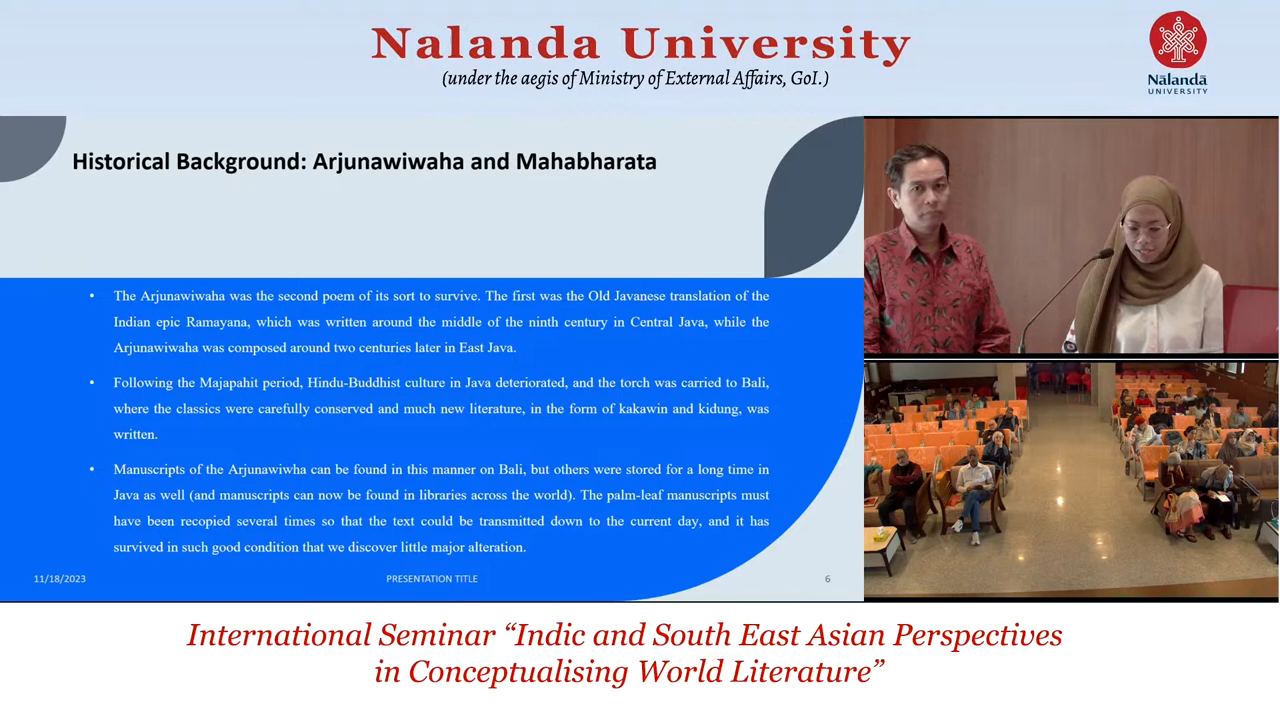 Nalanda University
(under the aegis of Ministry of External Affairs, GoI.)
Nālandā
UNIVERSITY
Historical Background: Arjunawiwaha and Mahabharata
• The Arjunawiwaha was the second poem of its sort to survive. The first was the Old Javanese translation of the
Indian epic Ramayana, which was written around the middle of the ninth century in Central Java, while the
Arjunawiwaha was composed around two centuries later in East Java.
• Following the Majapahit period, Hindu-Buddhist culture in Java deteriorated, and the torch was carried to Bali,
where the classics were carefully conserved and much new literature, in the form of kakawin and kidung, was
written.
• Manuscripts of the Arjunawiwha can be found in this manner on Bali, but others were stored for a long time in
Java as well (and manuscripts can now be found in libraries across the world). The palm-leaf manuscripts must
have been recopied several times so that the text could be transmitted down to the current day, and it has
survived in such good condition that we discover little major alteration.
11/18/2023
PRESENTATION TITLE
6
International Seminar “Indic and South East Asian Perspectives
in Conceptualising World Literature”